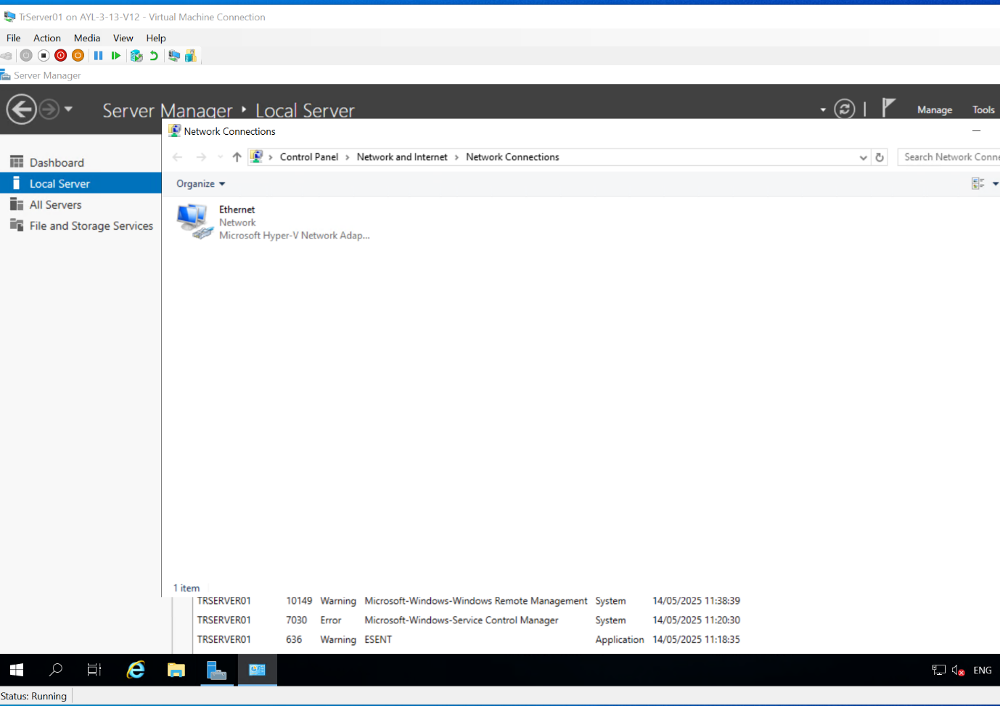 TrServer01 on AYL-3-13-V12 - Virtual Machine Connection
File Action Media View Help
Server Manager
Server Manager Local Server
Manage Tools
Network Connections
Control Panel Network and Internet Network Connections
Search Network Conne
Dashboard
Local Server
All Servers
File and Storage Services
Organize
Ethernet
Network
Microsoft Hyper-V Network Adap...
1 item
TRSERVER01 10149 Warning Microsoft-Windows-Windows Remote Management System 14/05/2025 11:38:39
TRSERVER01 7030 Error Microsoft-Windows-Service Control Manager System 14/05/2025 11:20:30
TRSERVER01 636 Warning ESENT Application 14/05/2025 11:18:35
ENG
Status: Running